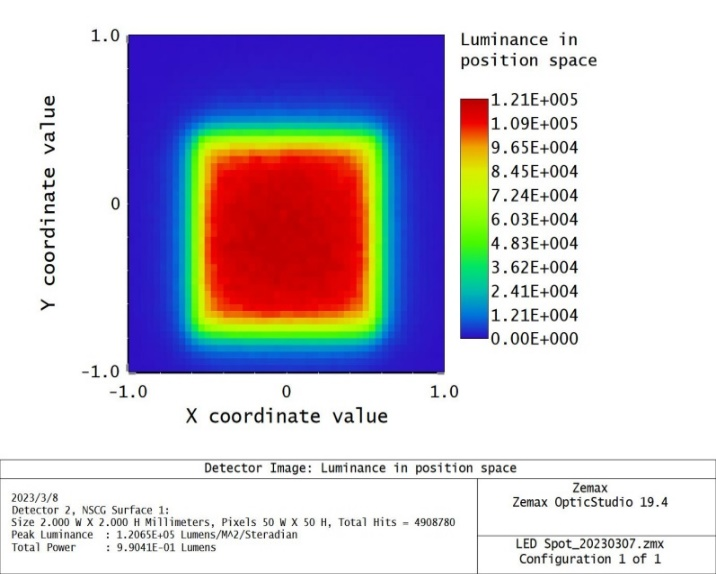 Luminance in
position space
1.0
0
-1.0
Y coordinate value
-1.0 0 1.0
X coordinate value
1.21E+005
1.09E+005
9.65E+004
8.45E+004
7.24E+004
6.03E+004
4.83E+004
3.62E+004
2.41E+004
1.21E+004
0.00E+000
Detector Image: Luminance in position space
2023/3/8
Detector 2, NSCG Surface 1:
Size 2.000 W X 2.000 H Millimeters, Pixels 50 W X 50 H, Total Hits = 4908780
Peak Luminance : 1.2065E+05 Lumens/M^2/Steradian
Total Power : 9.9041E-01 Lumens
Zemax
Zemax OpticStudio 19.4
LED Spot_20230307.zmx
Configuration 1 of 1